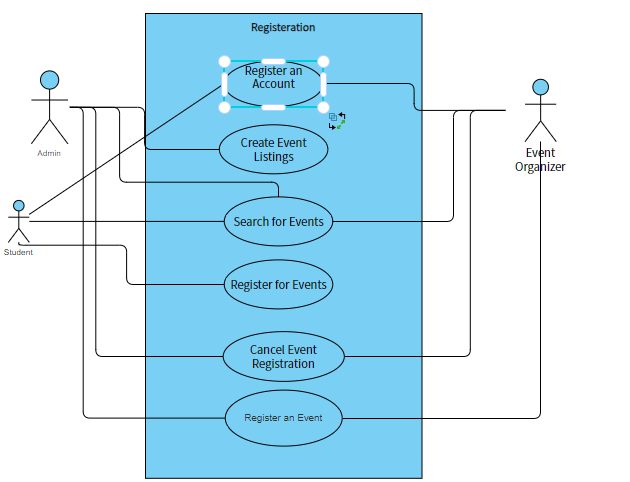 Registeration
Register an
Account
Admin
Create Event
Listings
Event
Organizer
Student
Search for Events
Register for Events
Cancel Event
Registration
Register an Event